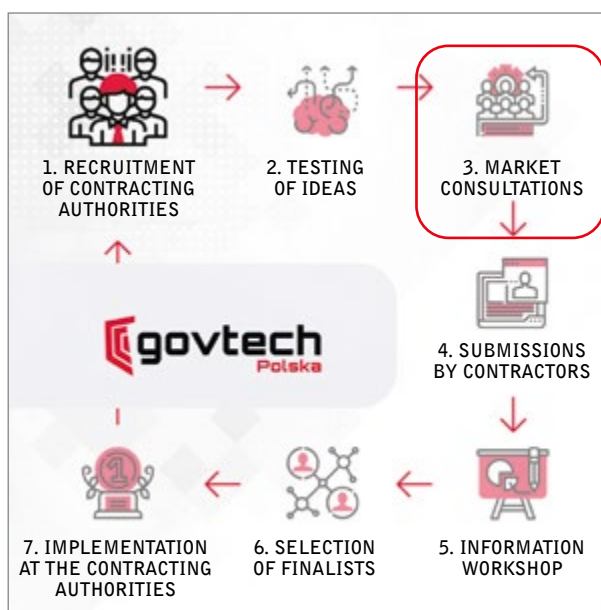 1. RECRUITMENT
OF CONTRACTING
AUTHORITIES
2. TESTING
OF IDEAS
3. MARKET
CONSULTATIONS
4. SUBMISSIONS
BY CONTRACTORS
govtech
Polska
5. INFORMATION
WORKSHOP
6. SELECTION
OF FINALISTS
7. IMPLEMENTATION
AT THE CONTRACTING
AUTHORITIES
1